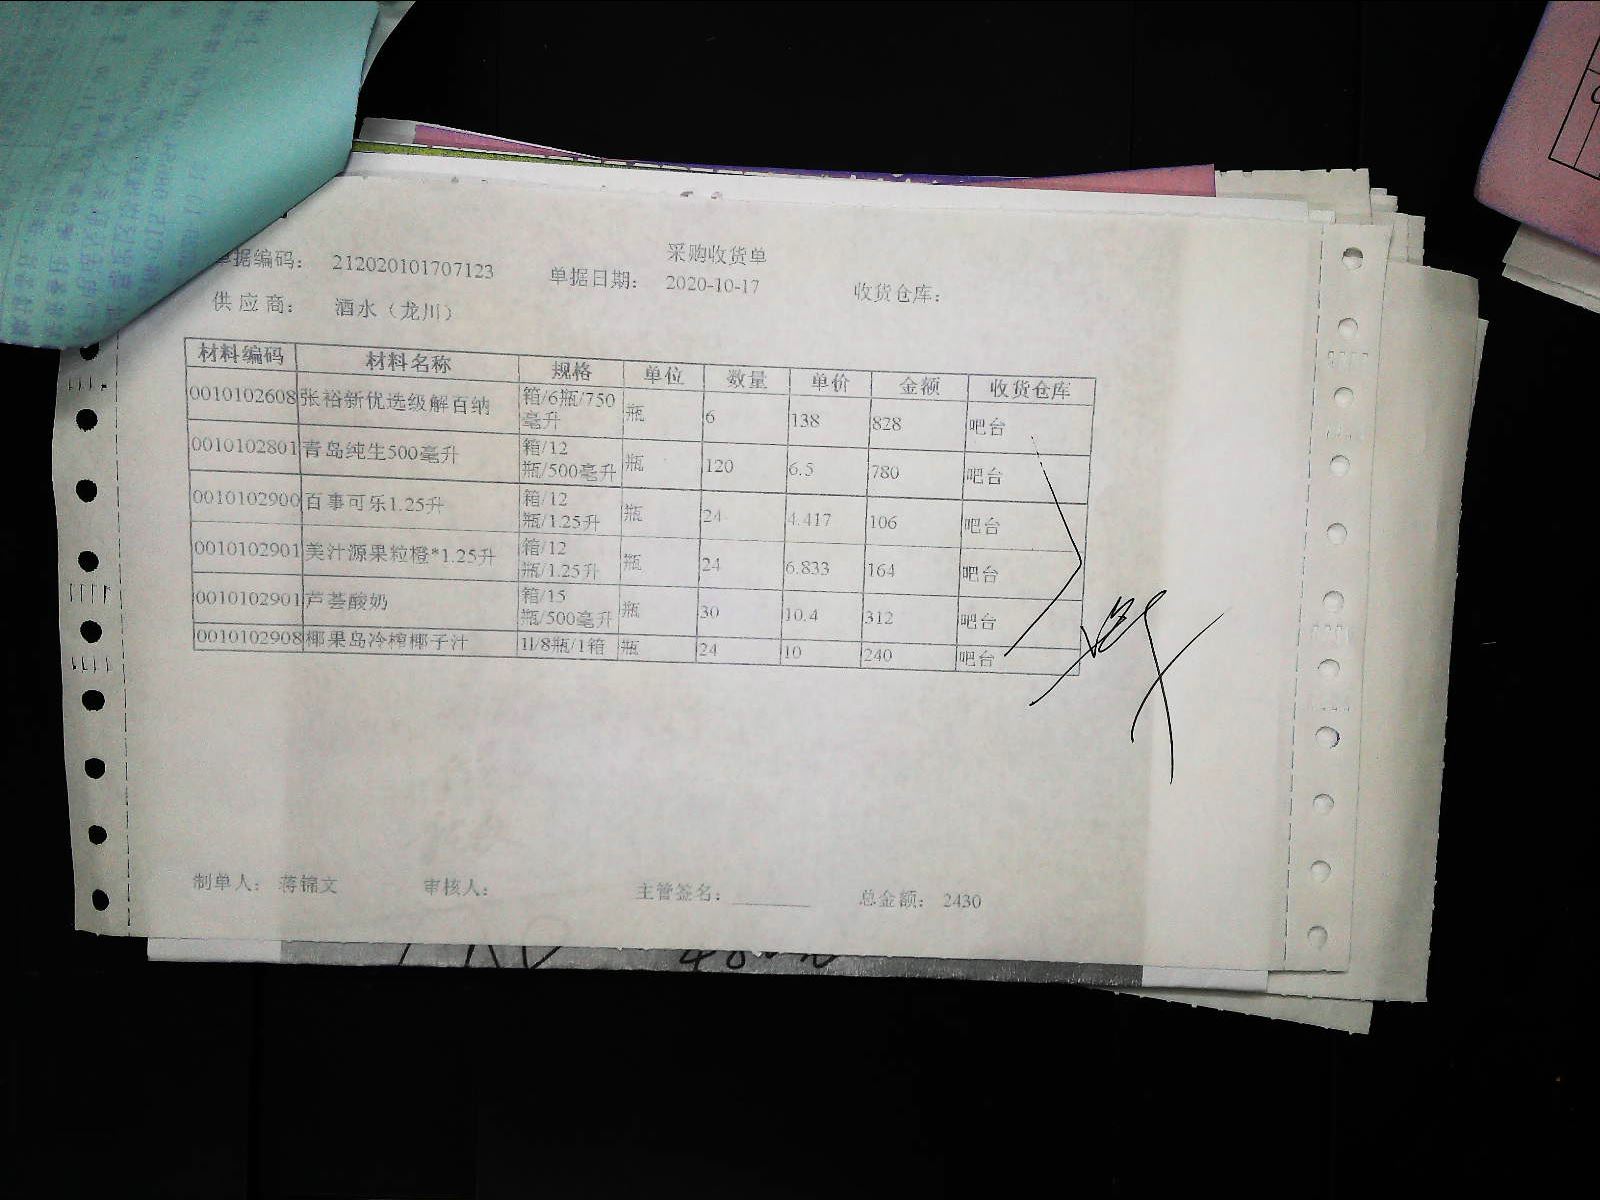 采购收货单
单据编码： 212020101707123 单据日期： 2020-10-17 收货仓库：
供应商： 酒水（龙川）
材料编码 材料名称 规格 单位 数量 单价 金额 收货仓库
0010102608 张裕新优选级解百纳 箱/6瓶/750毫升 瓶 6 138 828 吧台
0010102801 青岛纯生500毫升 箱/12瓶/500毫升 瓶 120 6.5 780 吧台
0010102900 百事可乐1.25升 箱/12瓶/1.25升 瓶 24 4.417 106 吧台
0010102901 美汁源果粒橙*1.25升 箱/12瓶/1.25升 瓶 24 6.833 164 吧台
0010102901 芦荟酸奶 箱/15瓶/500毫升 瓶 30 10.4 312 吧台
0010102908 椰果岛冷榨椰子汁 1l/8瓶/1箱 瓶 24 10 240 吧台
制单人： 蒋锦文 审核人： 主管签名： 总金额： 2430